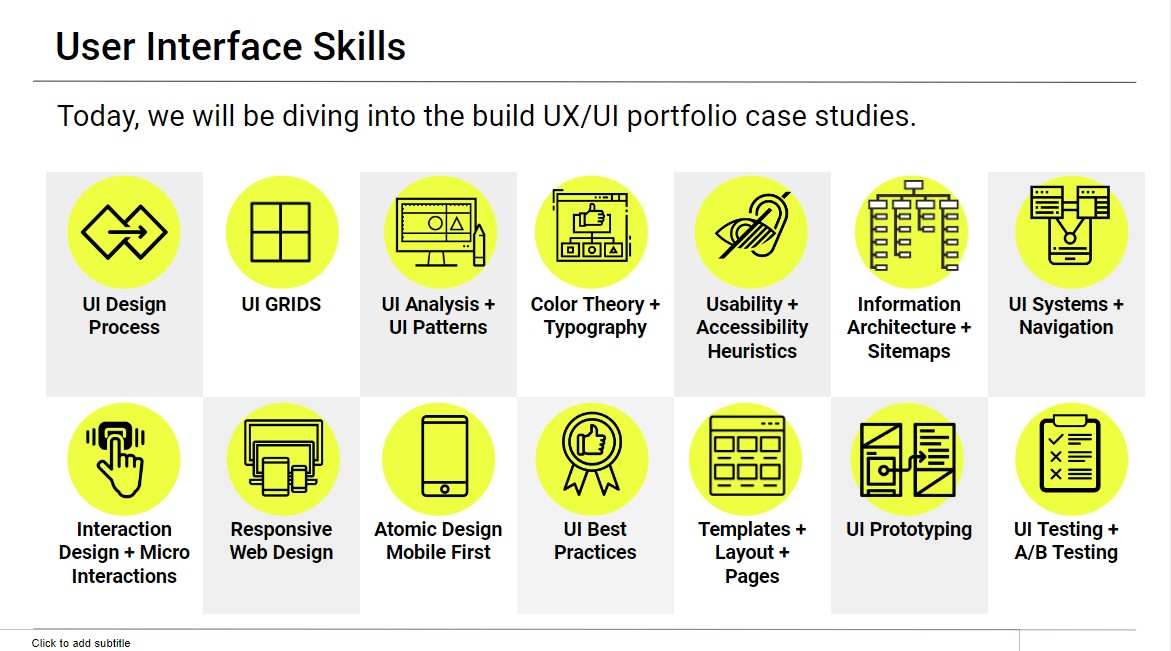 User Interface Skills
Today, we will be diving into the build UX/UI portfolio case studies.
UI Design
Process
UI GRIDS
UI Analysis +
UI Patterns
Color Theory +
Typography
Usability +
Accessibility
Heuristics
Information
Architecture +
Sitemaps
UI Systems +
Navigation
Interaction
Design + Micro
Interactions
Responsive
Web Design
Atomic Design
Mobile First
UI Best
Practices
Templates +
Layout +
Pages
UI Prototyping
UI Testing +
A/B Testing
Click to add subtitle